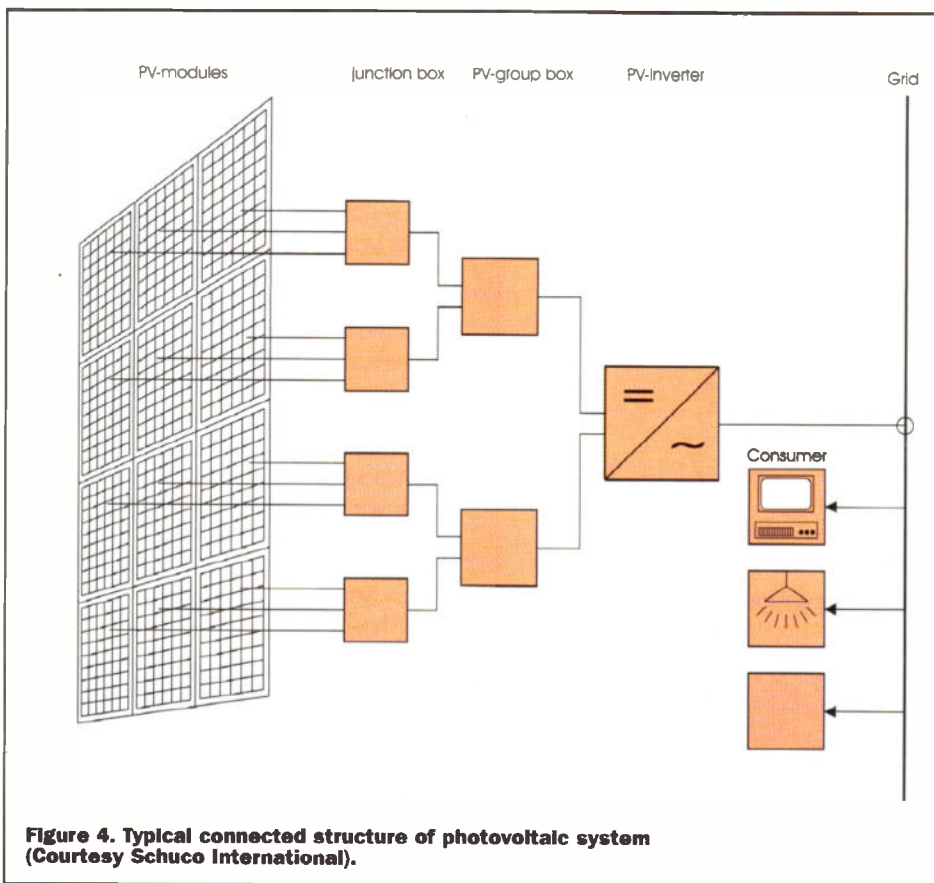 PV-modules
junction box
PV-group box
PV-inverter
Grid
Consumer
Figure 4. Typical connected structure of photovoltaic system
(Courtesy Schuco International).